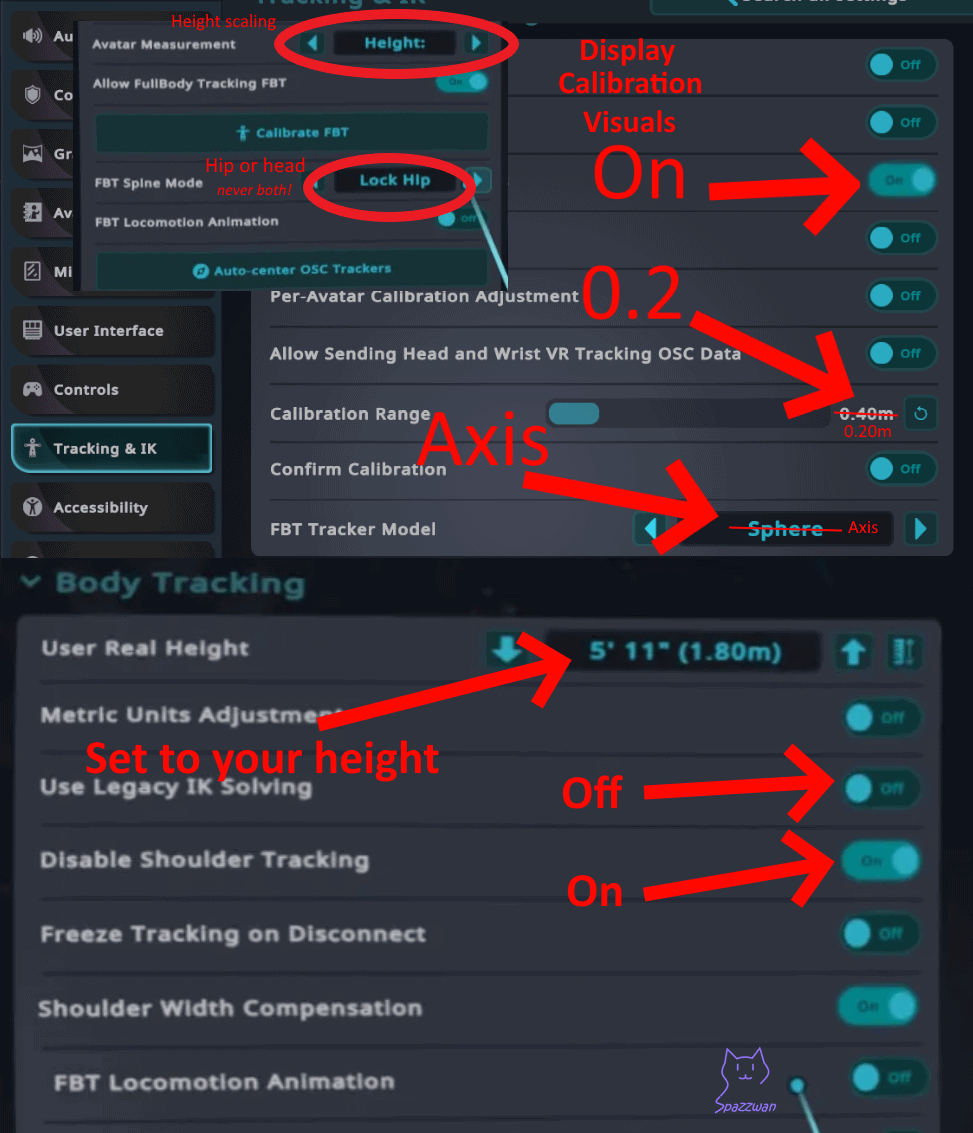 Tracking & IK
Search all settings
Height scaling
Avatar Measurement
Height:
Allow FullBody Tracking FBT
On
Calibrate FBT
Hip or head
never both!
FBT Spine Mode
Lock Hip
FBT Locomotion Animation
Off
Auto-center OSC Trackers
Au
Co
Gr
Av
Mi
User Interface
Controls
Tracking & IK
Accessibility
Display
Calibration
Visuals
On
Off
Off
On
Off
Per-Avatar Calibration Adjustment
0.2
Off
Allow Sending Head and Wrist VR Tracking OSC Data
Off
Calibration Range
0.40m
0.20m
Axis
Confirm Calibration
Off
FBT Tracker Model
Sphere
Axis
Body Tracking
User Real Height
5' 11" (1.80m)
Metric Units Adjustment
Off
Set to your height
Use Legacy IK Solving
Off
Off
Disable Shoulder Tracking
On
On
Freeze Tracking on Disconnect
Off
Shoulder Width Compensation
On
FBT Locomotion Animation
Off
Spazzwan